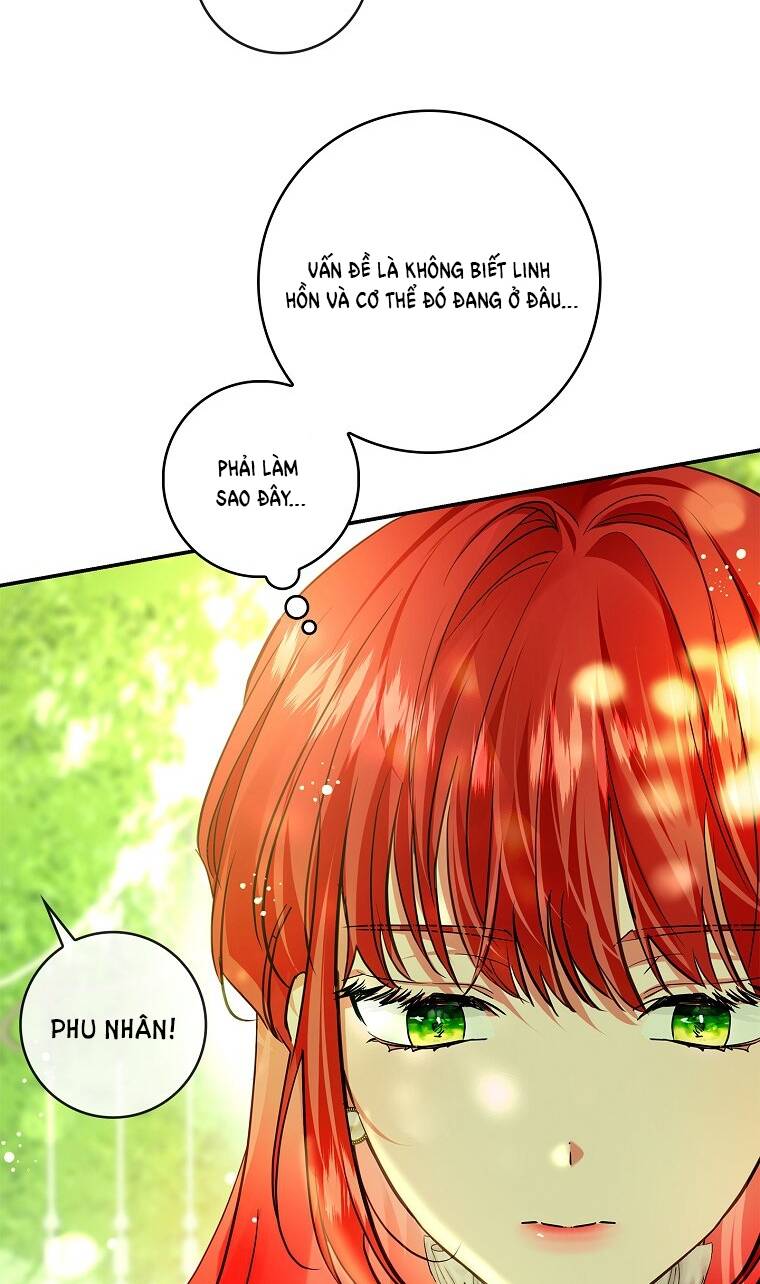 VẤN ĐỀ LÀ KHÔNG BIẾT LINH
HỒN VÀ CƠ THỂ ĐÓ ĐANG Ở ĐÂU...
PHẢI LÀM
SAO ĐÂY...
PHU NHÂN!